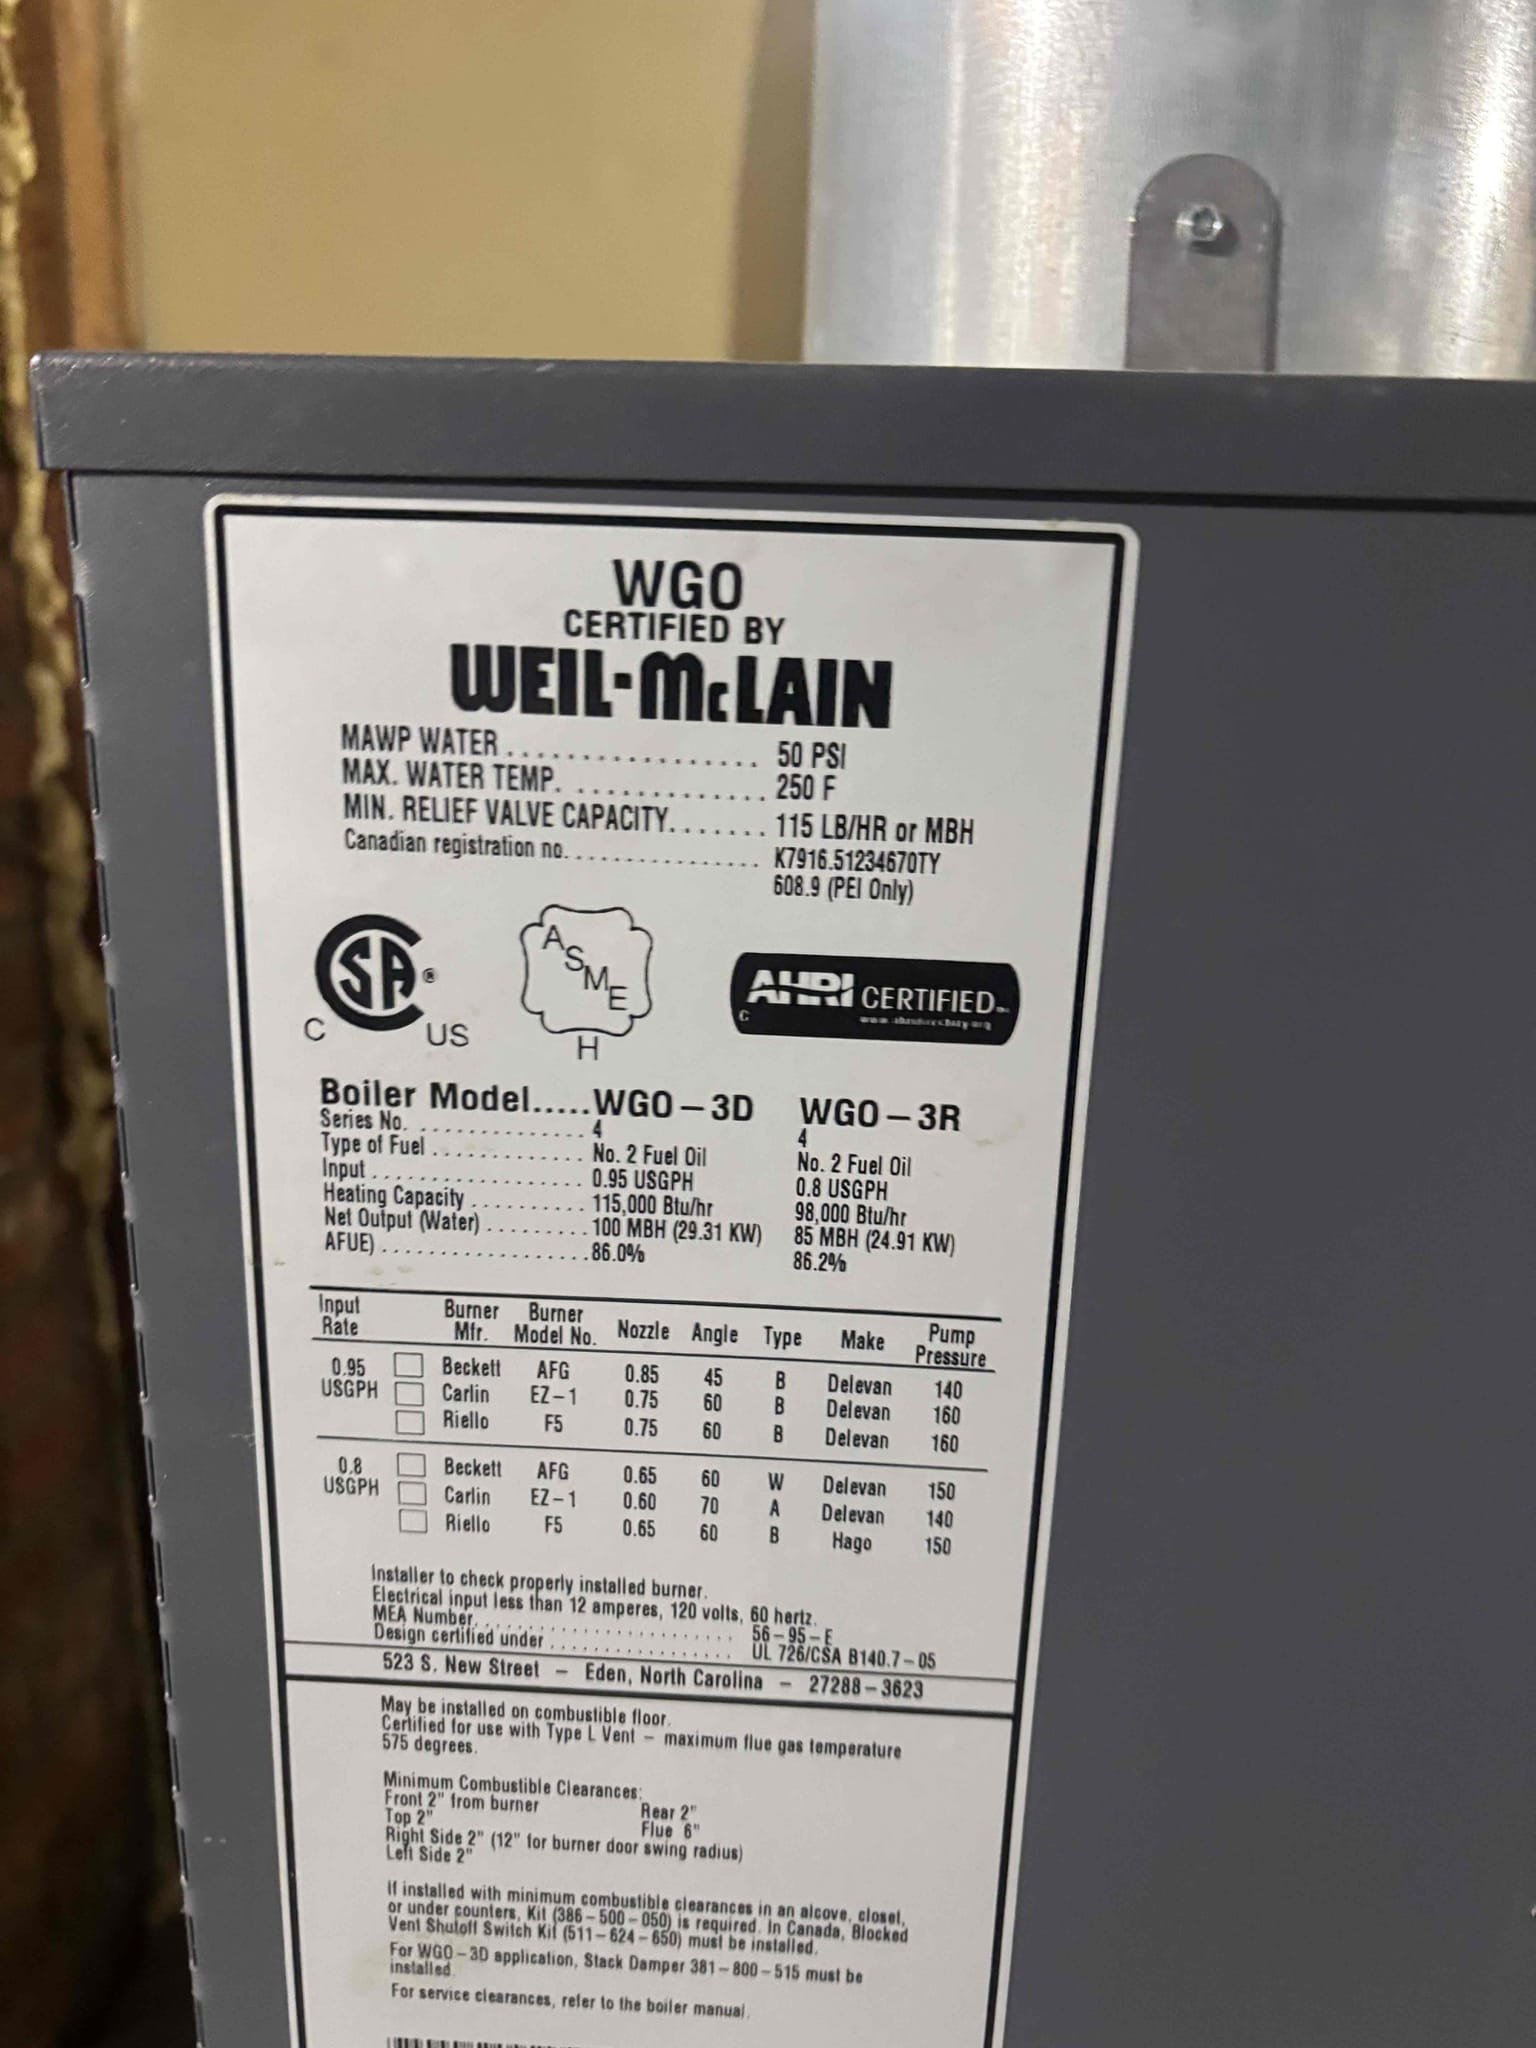 WGO
CERTIFIED BY
WEIL-McLAIN
MAWP WATER................. 50 PSI
MAX. WATER TEMP. ............. 250 F
MIN. RELIEF VALVE CAPACITY....... 115 LB/HR or MBH
Canadian registration no. ............... K7916.51234670TY
608.9 (PEI Only)
CSA ® C US
ASME H
AHRI CERTIFIED C
Boiler Model.....WGO-3D WGO-3R
Series No. .............. 4 4
Type of Fuel ............. No. 2 Fuel Oil No. 2 Fuel Oil
Input .................. 0.95 USGPH 0.8 USGPH
Heating Capacity .......... 115,000 Btu/hr 98,000 Btu/hr
Net Output (Water) ......... 100 MBH (29.31 KW) 85 MBH (24.91 KW)
AFUE) .................. 86.0% 86.2%
Input Burner Burner Pump
Rate Mfr. Model No. Nozzle Angle Type Make Pressure
0.95 Beckett AFG 0.85 45 B Delevan 140
USGPH Carlin EZ-1 0.75 60 B Delevan 160
Riello F5 0.75 60 B Delevan 160
0.8 Beckett AFG 0.65 60 W Delevan 150
USGPH Carlin EZ-1 0.60 70 A Delevan 140
Riello F5 0.65 60 B Hago 150
Installer to check properly installed burner.
Electrical input less than 12 amperes, 120 volts, 60 hertz.
MEA Number. ........................ 56-95-E
Design certified under ................. UL 726/CSA B140.7-05
523 S. New Street - Eden, North Carolina - 27288-3623
May be installed on combustible floor.
Certified for use with Type L Vent - maximum flue gas temperature
575 degrees.
Minimum Combustible Clearances:
Front 2" from burner Rear 2"
Top 2" Flue 6"
Right Side 2" (12" for burner door swing radius)
Left Side 2"
If installed with minimum combustible clearances in an alcove, closet,
or under counters, Kit (386-500-050) is required. In Canada, Blocked
Vent Shutoff Switch Kit (511-624-650) must be installed.
For WGO-3D application, Stack Damper 381-800-515 must be
installed.
For service clearances, refer to the boiler manual.